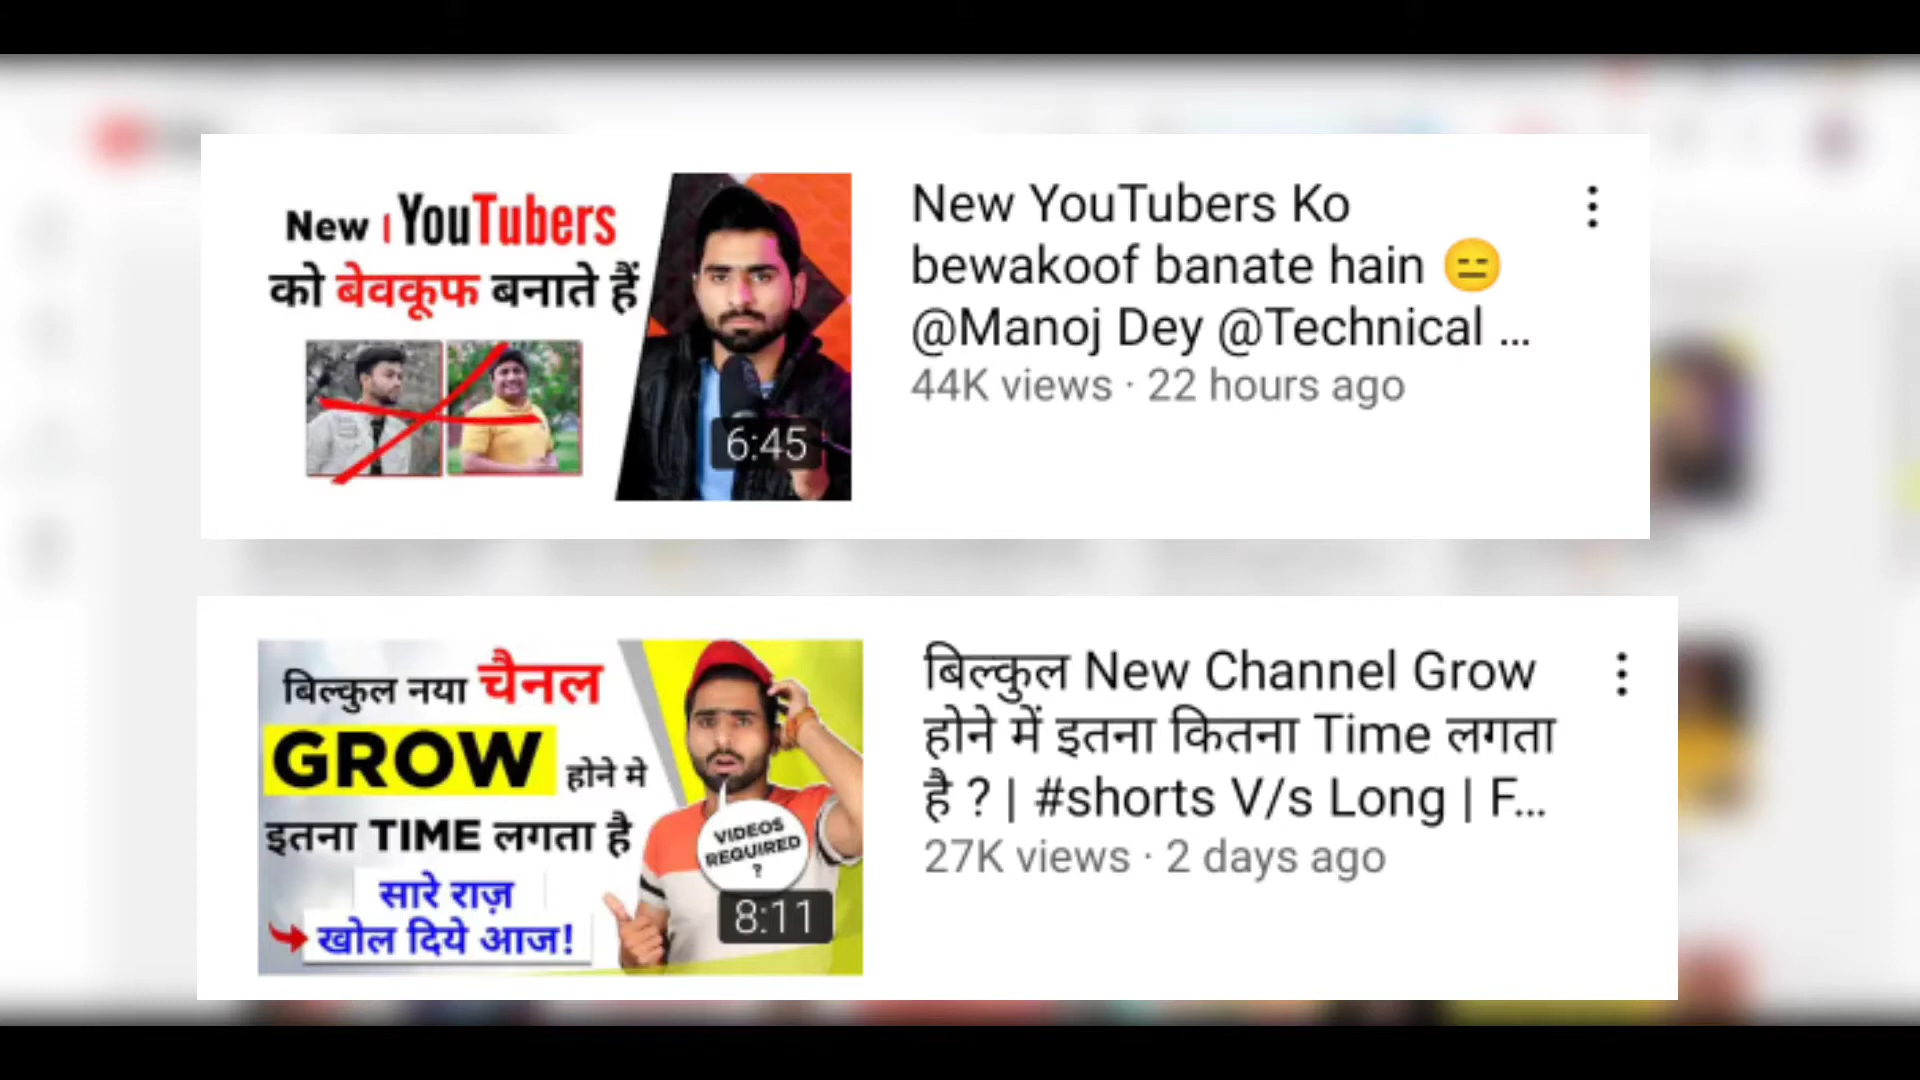 New YouTubers
को बेवकूफ बनाते हैं
6:45
New YouTubers Ko
bewakoof banate hain 😑
@Manoj Dey @Technical ...
44K views · 22 hours ago
बिल्कुल नया चैनल
GROW होने मे
इतना TIME लगता है
सारे राज़
खोल दिये आज!
VIDEOS
REQUIRED
?
8:11
बिल्कुल New Channel Grow
होने में इतना कितना Time लगता
है ? | #shorts V/s Long | F...
27K views · 2 days ago